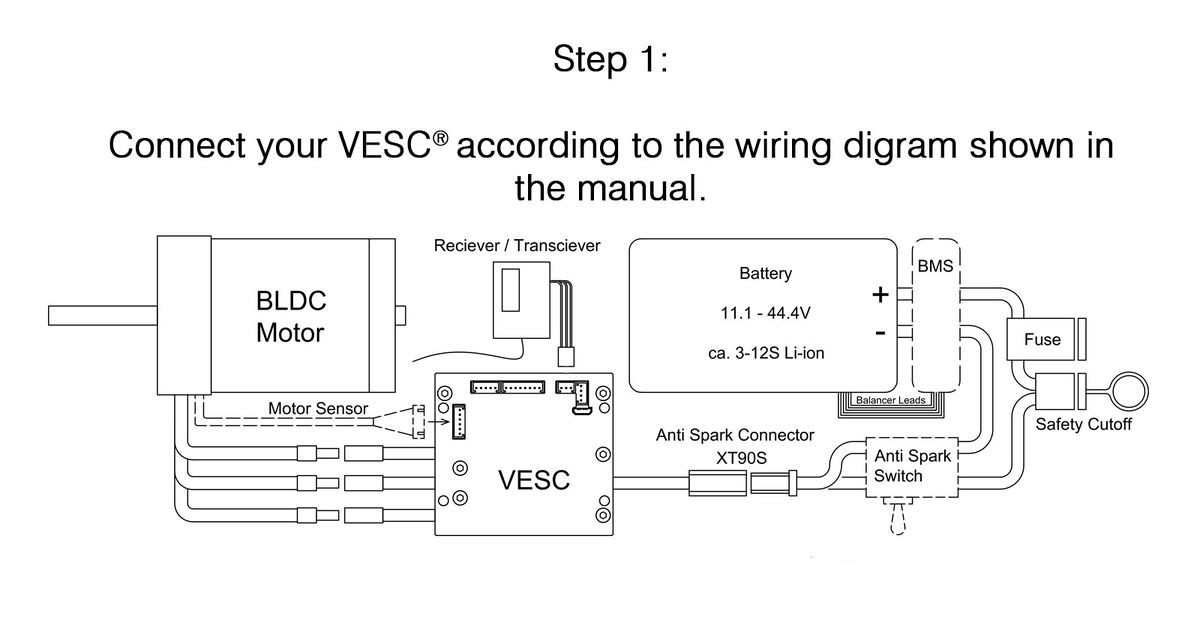 Step 1:
Connect your VESC® according to the wiring digram shown in
the manual.
BLDC
Motor
Reciever / Transciever
Battery
11.1 - 44.4V
ca. 3-12S Li-ion
+
-
BMS
Fuse
Balancer Leads
Safety Cutoff
Motor Sensor
Anti Spark Connector
XT90S
Anti Spark
Switch
VESC